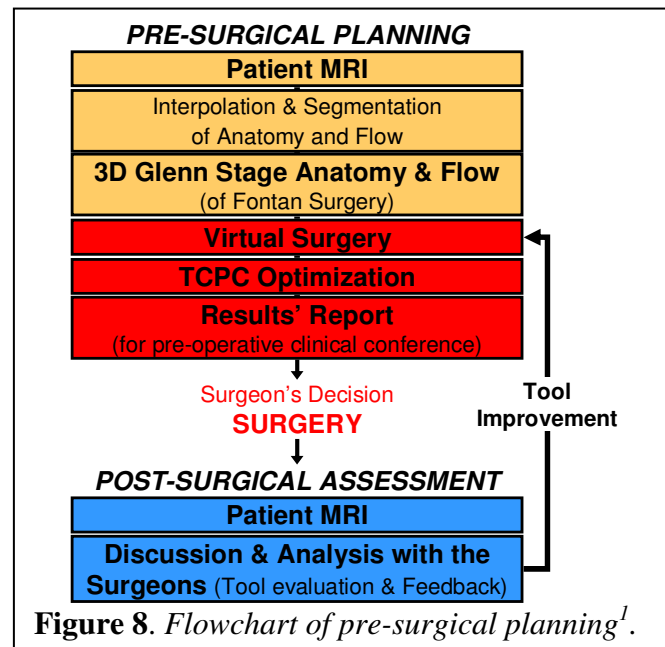 PRE-SURGICAL PLANNING
Patient MRI
Interpolation & Segmentation
of Anatomy and Flow
3D Glenn Stage Anatomy & Flow
(of Fontan Surgery)
Virtual Surgery
TCPC Optimization
Results’ Report
(for pre-operative clinical conference)
Surgeon’s Decision
SURGERY
Tool
Improvement
POST-SURGICAL ASSESSMENT
Patient MRI
Discussion & Analysis with the
Surgeons (Tool evaluation & Feedback)
Figure 8. Flowchart of pre-surgical planning¹.